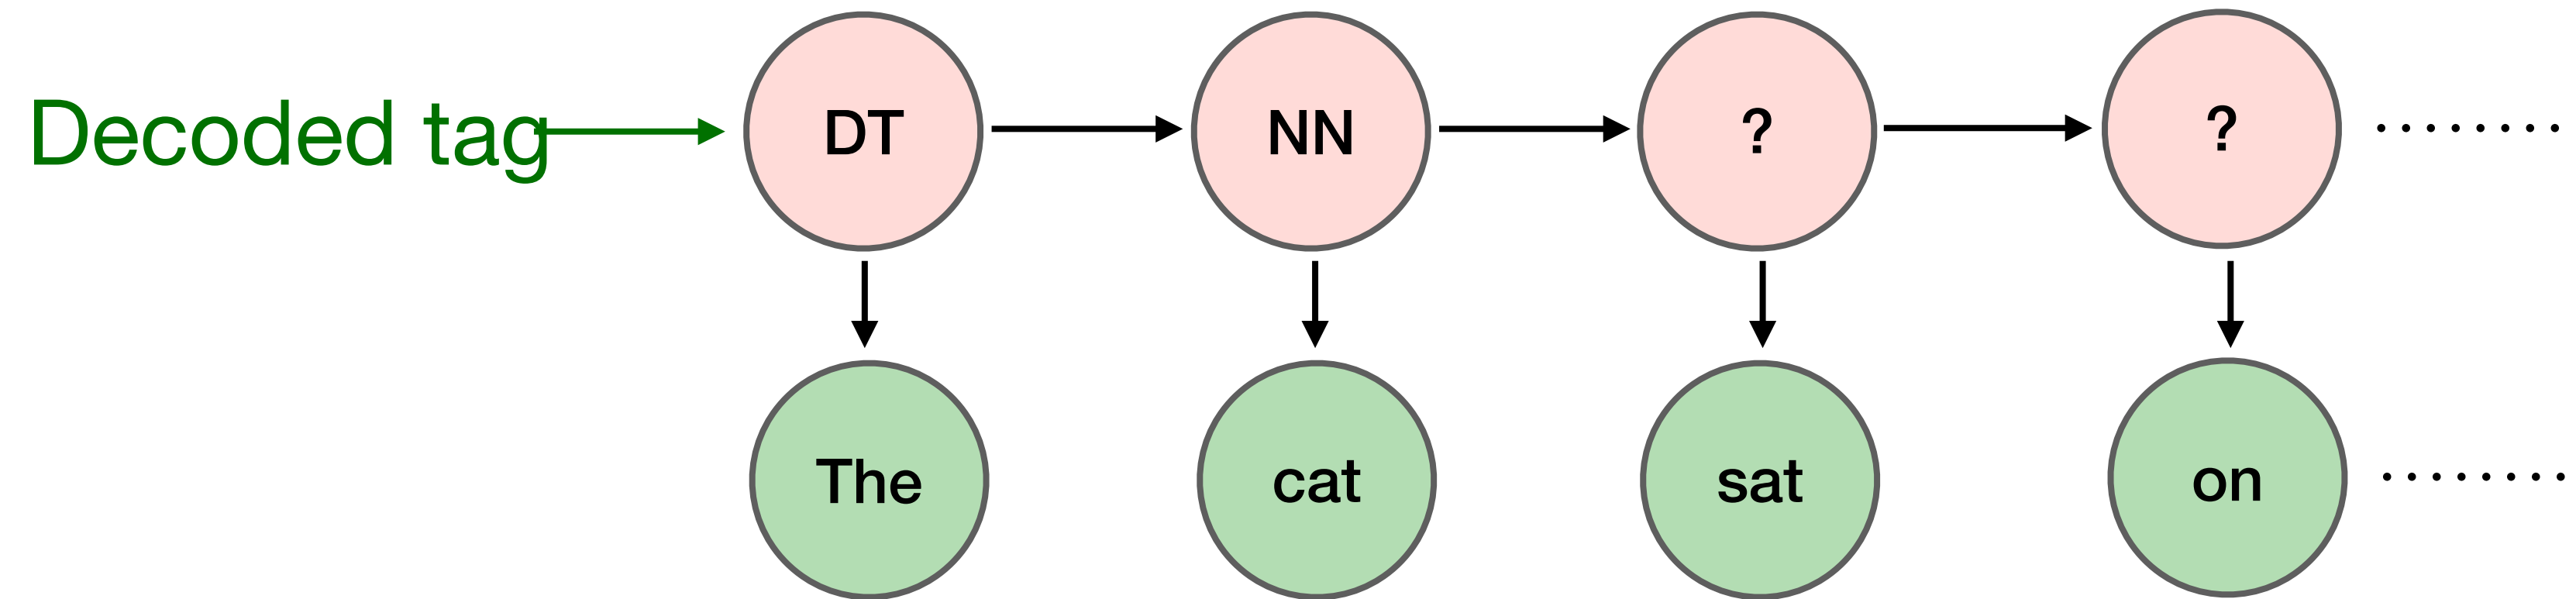 Decoded tag DT NN ? ? .......
The cat sat on .......